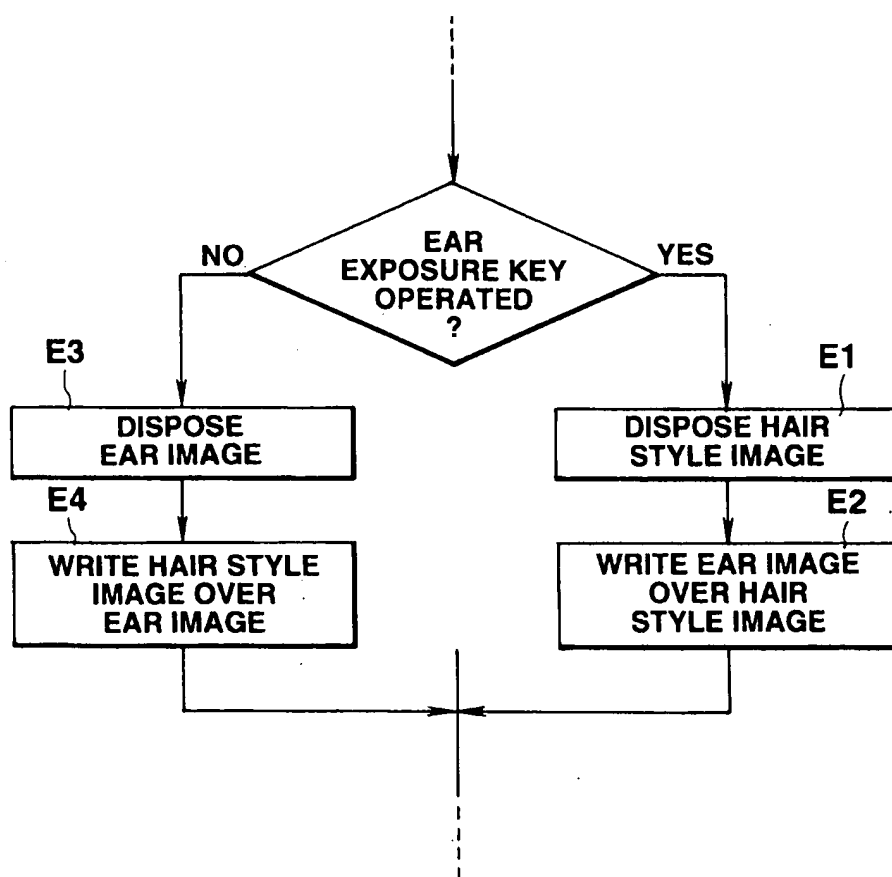 EAR
EXPOSURE KEY
OPERATED
?
NO
YES
E3
DISPOSE
EAR IMAGE
E4
WRITE HAIR STYLE
IMAGE OVER
EAR IMAGE
E1
DISPOSE HAIR
STYLE IMAGE
E2
WRITE EAR IMAGE
OVER HAIR
STYLE IMAGE